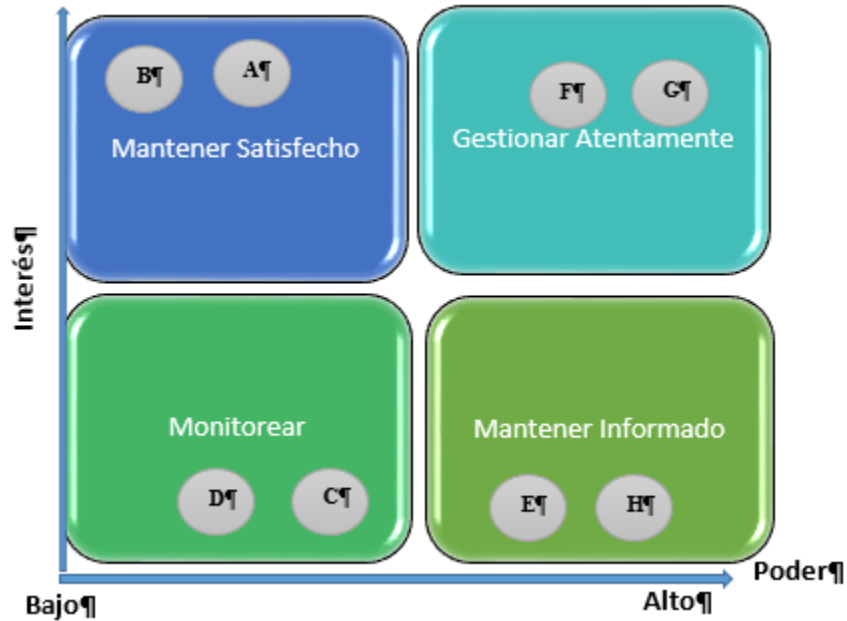 B¶
A¶
Mantener Satisfecho
F¶
G¶
Gestionar Atentamente
Interés¶
Monitorear
D¶
C¶
Mantener Informado
E¶
H¶
Poder¶
Bajo¶
Alto¶